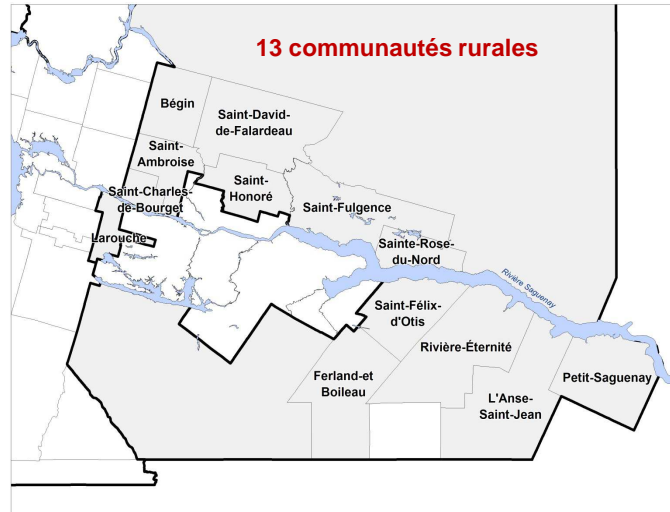 13 communautés rurales
Bégin
Saint-David-
de-Falardeau
Saint-
Ambroise
Saint-
Honoré
Saint-Charles-
de-Bourget
Saint-Fulgence
Larouche
Sainte-Rose-
du-Nord
Rivière Saguenay
Saint-Félix-
d'Otis
Rivière-Éternité
Ferland-et
Boileau
Petit-Saguenay
L'Anse-
Saint-Jean